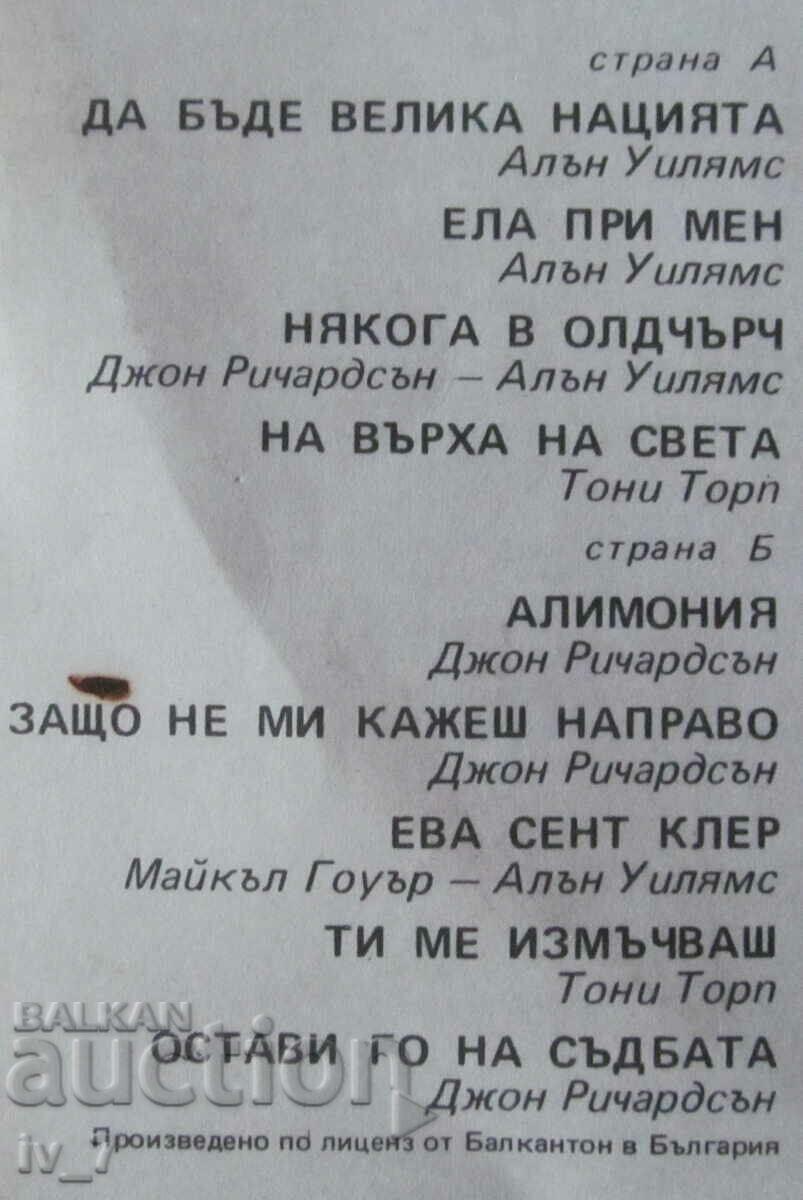 страна А
ДА БЪДЕ ВЕЛИКА НАЦИЯТА
Алън Уилямс
ЕЛА ПРИ МЕН
Алън Уилямс
НЯКОГА В ОЛДЧЪРЧ
Джон Ричардсън – Алън Уилямс
НА ВЪРХА НА СВЕТА
Тони Торп
страна Б
АЛИМОНИЯ
Джон Ричардсън
ЗАЩО НЕ МИ КАЖЕШ НАПРАВО
Джон Ричардсън
ЕВА СЕНТ КЛЕР
Майкъл Гоуър – Алън Уилямс
ТИ МЕ ИЗМЪЧВАШ
Тони Торп
BALKAN
auction
ОСТАВИ ГО НА СЪДБАТА
Джон Ричардсън
Произведено по лиценз от Балкантон в България
iv_7